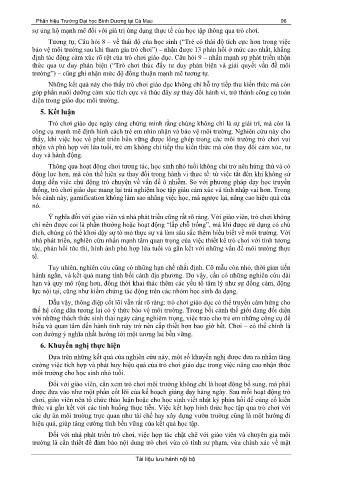 Phân hiệu Trường Đại học Bình Dương tại Cà Mau 96
sự ủng hộ mạnh mẽ đối với giá trị ứng dụng thực tế của học tập thông qua trò chơi.
Tương tự, Câu hỏi 8 – về thái độ của học sinh (“Trẻ có thái độ tích cực hơn trong việc
bảo vệ môi trường sau khi tham gia trò chơi”) – nhận được 13 phản hồi ở mức cao nhất, khẳng
định tác động cảm xúc rõ rệt của trò chơi giáo dục. Câu hỏi 9 – nhấn mạnh sự phát triển nhận
thức qua tư duy phản biện (“Trò chơi thúc đẩy tư duy phản biện và giải quyết vấn đề môi
trường”) – cũng ghi nhận mức độ đồng thuận mạnh mẽ tương tự.
Những kết quả này cho thấy trò chơi giáo dục không chỉ hỗ trợ tiếp thu kiến thức mà còn
góp phần nuôi dưỡng cảm xúc tích cực và thúc đẩy sự thay đổi hành vi, trở thành công cụ toàn
diện trong giáo dục môi trường.
5. Kết luận
Trò chơi giáo dục ngày càng chứng minh rằng chúng không chỉ là sự giải trí, mà còn là
công cụ mạnh mẽ định hình cách trẻ em nhìn nhận và bảo vệ môi trường. Nghiên cứu này cho
thấy, khi việc học về phát triển bền vững được lồng ghép trong các môi trường trò chơi vui
nhộn và phù hợp với lứa tuổi, trẻ em không chỉ tiếp thu kiến thức mà còn thay đổi cảm xúc, tư
duy và hành động.
Thông qua hoạt động chơi tương tác, học sinh nhỏ tuổi không chỉ trở nên hứng thú và có
động lực hơn, mà còn thể hiện sự thay đổi trong hành vi thực tế: từ việc tắt đèn khi không sử
dụng đến việc chủ động trò chuyện về vấn đề ô nhiễm. So với phương pháp dạy học truyền
thống, trò chơi giáo dục mang lại trải nghiệm học tập giàu cảm xúc và tính nhập vai hơn. Trong
bối cảnh này, gamification không làm sao nhãng việc học, mà ngược lại, nâng cao hiệu quả của
nó.
Ý nghĩa đối với giáo viên và nhà phát triển cũng rất rõ ràng. Với giáo viên, trò chơi không
chỉ nên được coi là phần thưởng hoặc hoạt động “lấp chỗ trống”, mà khi được sử dụng có chủ
đích, chúng có thể khơi dậy sự tò mò thực sự và làm sâu sắc thêm hiểu biết về môi trường. Với
nhà phát triển, nghiên cứu nhấn mạnh tầm quan trọng của việc thiết kế trò chơi với tính tương
tác, phản hồi tức thì, hình ảnh phù hợp lứa tuổi và gắn kết với những vấn đề môi trường thực
tế.
Tuy nhiên, nghiên cứu cũng có những hạn chế nhất định. Cỡ mẫu còn nhỏ, thời gian tiến
hành ngắn, và kết quả mang tính bối cảnh địa phương. Do vậy, cần có những nghiên cứu dài
hạn và quy mô rộng hơn, đồng thời khai thác thêm các yếu tố tâm lý như sự đồng cảm, động
lực nội tại, cũng như kiểm chứng tác động trên các nhóm học sinh đa dạng.
Dẫu vậy, thông điệp cốt lõi vẫn rất rõ ràng: trò chơi giáo dục có thể truyền cảm hứng cho
thế hệ công dân tương lai có ý thức bảo vệ môi trường. Trong bối cảnh thế giới đang đối diện
với những thách thức sinh thái ngày càng nghiêm trọng, việc trao cho trẻ em những công cụ để
hiểu và quan tâm đến hành tinh này trở nên cấp thiết hơn bao giờ hết. Chơi – có thể chính là
con đường ý nghĩa nhất hướng tới một tương lai bền vững.
6. Khuyến nghị thực hiện
Dựa trên những kết quả của nghiên cứu này, một số khuyến nghị được đưa ra nhằm tăng
cường việc tích hợp và phát huy hiệu quả của trò chơi giáo dục trong việc nâng cao nhận thức
môi trường cho học sinh nhỏ tuổi.
Đối với giáo viên, cần xem trò chơi môi trường không chỉ là hoạt động bổ sung, mà phải
được đưa vào như một phần cốt lõi của kế hoạch giảng dạy hàng ngày. Sau mỗi hoạt động trò
chơi, giáo viên nên tổ chức thảo luận hoặc cho học sinh viết nhật ký phản hồi để củng cố kiến
thức và gắn kết với các tình huống thực tiễn. Việc kết hợp hình thức học tập qua trò chơi với
các dự án môi trường trực quan như tái chế hay xây dựng vườn trường cũng là một hướng đi
hiệu quả, giúp tăng cường tính bền vững của kết quả học tập.
Đối với nhà phát triển trò chơi, việc hợp tác chặt chẽ với giáo viên và chuyên gia môi
trường là cần thiết để đảm bảo nội dung trò chơi vừa có tính sư phạm, vừa chính xác về mặt
Tài liệu lưu hành nội bộ